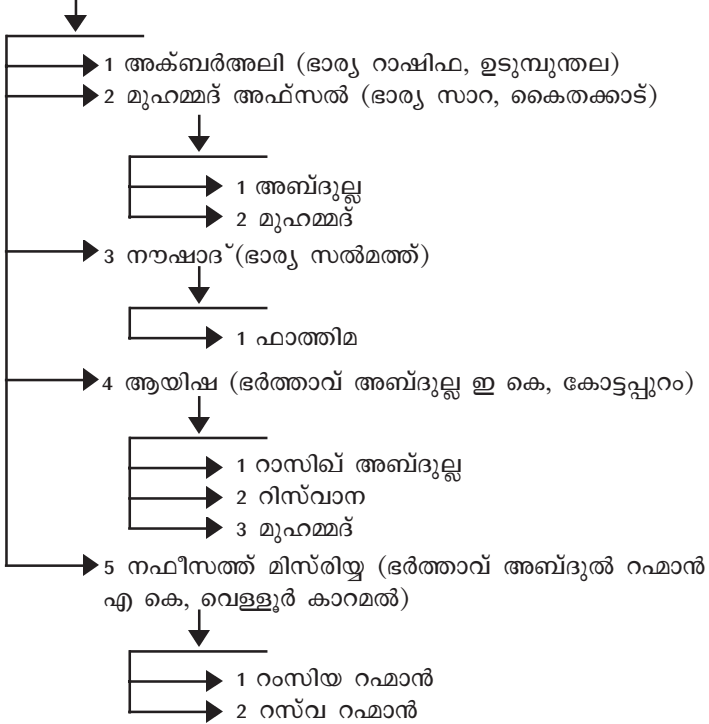 1 അക്ബർഅലി (ഭാര്യ റാഷിഫ, ഉടുമ്പുന്തല)
2 മുഹമ്മദ് അഫ്സൽ (ഭാര്യ സാറ, കൈതക്കാട്)
1 അബ്ദുല്ല
2 മുഹമ്മദ്
3 നൗഷാദ് (ഭാര്യ സൽമത്ത്)
1 ഫാത്തിമ
4 ആയിഷ (ഭർത്താവ് അബ്ദുല്ല ഇ കെ, കോട്ടപ്പുറം)
1 റാസിഖ് അബ്ദുല്ല
2 റിസ്വാന
3 മുഹമ്മദ്
5 നഫീസത്ത് മിസ്രിയ്യ (ഭർത്താവ് അബ്ദുൽ റഹ്മാൻ
എ കെ, വെള്ളൂർ കാറമൽ)
1 റംസിയ റഹ്മാൻ
2 റസ്വ റഹ്മാൻ